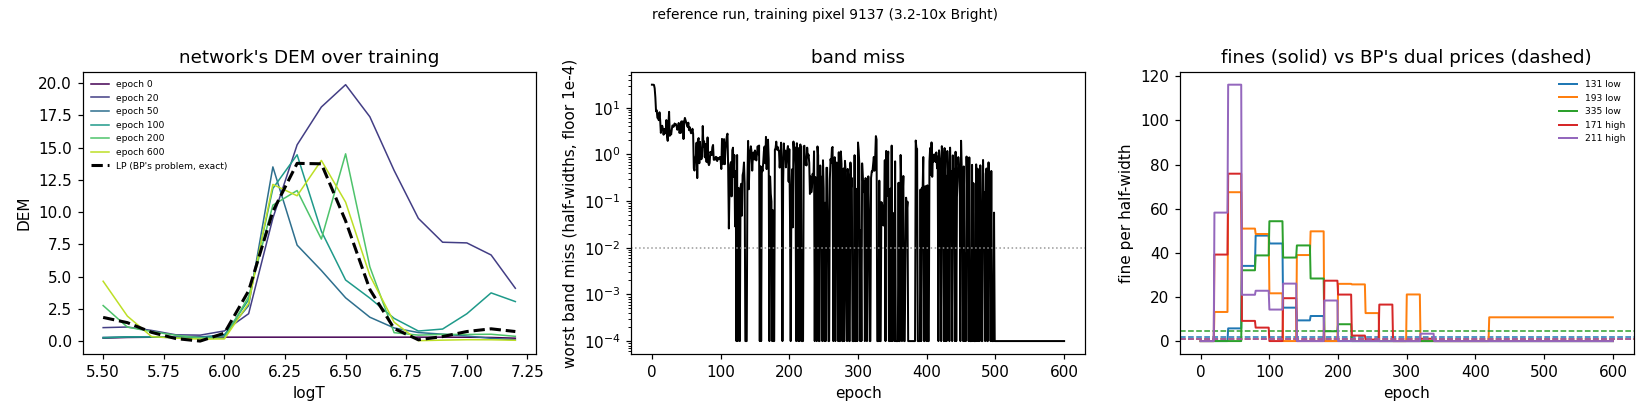 reference run, training pixel 9137 (3.2-10x Bright)
network's DEM over training
20.0
17.5
15.0
12.5
10.0
7.5
5.0
2.5
0.0
DEM
epoch 0
epoch 20
epoch 50
epoch 100
epoch 200
epoch 600
LP (BP's problem, exact)
5.50 5.75 6.00 6.25 6.50 6.75 7.00 7.25
logT
band miss
worst band miss (half-widths, floor 1e-4)
10¹
10⁰
10⁻¹
10⁻²
10⁻³
10⁻⁴
0 100 200 300 400 500 600
epoch
fines (solid) vs BP's dual prices (dashed)
fine per half-width
120
100
80
60
40
20
0
131 low
193 low
335 low
171 high
211 high
0 100 200 300 400 500 600
epoch